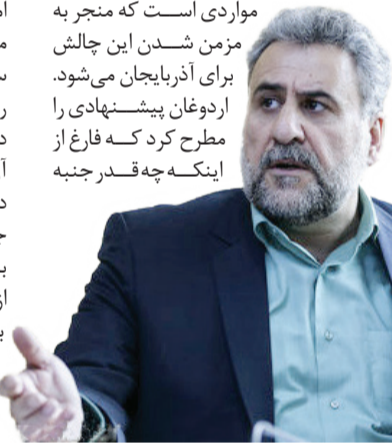 مواردی است که منجر به
مزمن شدن این چالش
برای آذربایجان می‌شود.
اردوغان پیشنهادی را
مطرح کرد که فارغ از
اینکه چه قدر جنبه